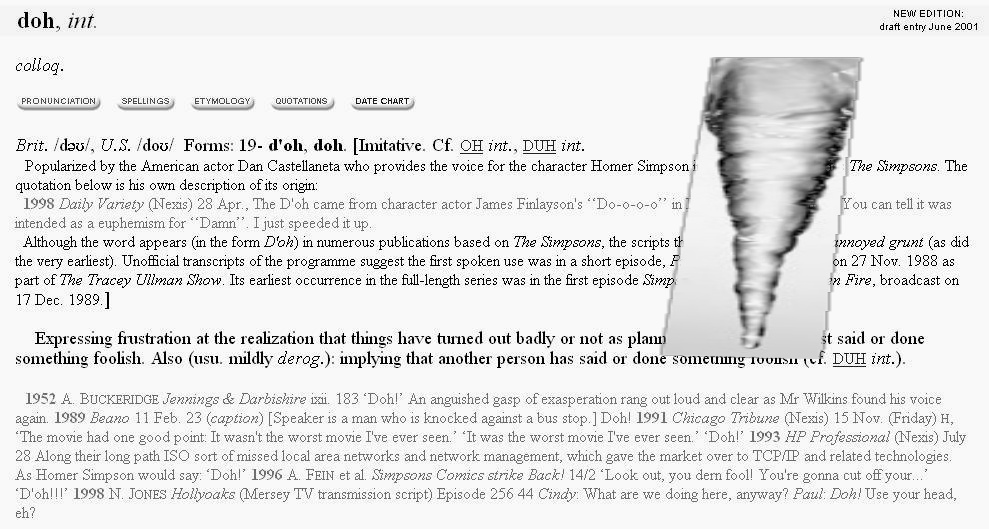 doh, int.
NEW EDITION:
draft entry June 2001
colloq.
PRONUNCIATION SPELLINGS ETYMOLOGY QUOTATIONS DATE CHART
Brit. /dəʊ/, U.S. /doʊ/ Forms: 19- d'oh, doh. [Imitative. Cf. OH int., DUH int.
Popularized by the American actor Dan Castellaneta who provides the voice for the character Homer Simpson The Simpsons. The
quotation below is his own description of its origin:
1998 Daily Variety (Nexis) 28 Apr., The D'oh came from character actor James Finlayson's ‘‘Do-o-o-o’’ in You can tell it was
intended as a euphemism for ‘‘Damn’’. I just speeded it up.
Although the word appears (in the form D'oh) in numerous publications based on The Simpsons, the scripts annoyed grunt (as did
the very earliest). Unofficial transcripts of the programme suggest the first spoken use was in a short episode, on 27 Nov. 1988 as
part of The Tracey Ullman Show. Its earliest occurrence in the full-length series was in the first episode Fire, broadcast on
17 Dec. 1989.]
Expressing frustration at the realization that things have turned out badly or not as said or done
something foolish. Also (usu. mildly derog.): implying that another person has said or done something foolish (cf. DUH int.).
1952 A. BUCKERIDGE Jennings & Darbishire ixii. 183 ‘Doh!’ An anguished gasp of exasperation rang out loud and clear as Mr Wilkins found his voice
again. 1989 Beano 11 Feb. 23 (caption) [Speaker is a man who is knocked against a bus stop.] Doh! 1991 Chicago Tribune (Nexis) 15 Nov. (Friday) H,
‘The movie had one good point: It wasn't the worst movie I've ever seen.’ ‘It was the worst movie I've ever seen.’ ‘Doh!’ 1993 HP Professional (Nexis) July
28 Along their long path ISO sort of missed local area networks and network management, which gave the market over to TCP/IP and related technologies.
As Homer Simpson would say: ‘Doh!’ 1996 A. FEIN et al. Simpsons Comics strike Back! 14/2 ‘Look out, you dern fool! You're gonna cut off your...’
‘D'oh!!!’ 1998 N. JONES Hollyoaks (Mersey TV transmission script) Episode 256 44 Cindy: What are we doing here, anyway? Paul: Doh! Use your head,
eh?